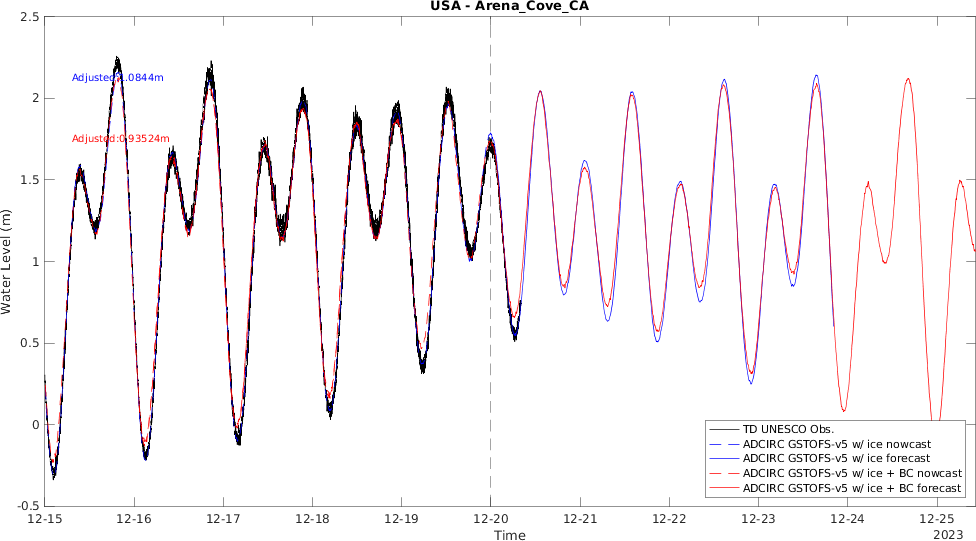 USA - Arena_Cove_CA
2.5
2
1.5
1
0.5
0
-0.5
Water Level (m)
Adjusted:1.0844m
Adjusted:0.93524m
TD UNESCO Obs.
ADCIRC GSTOFS-v5 w/ ice nowcast
ADCIRC GSTOFS-v5 w/ ice forecast
ADCIRC GSTOFS-v5 w/ ice + BC nowcast
ADCIRC GSTOFS-v5 w/ ice + BC forecast
12-15 12-16 12-17 12-18 12-19 12-20 12-21 12-22 12-23 12-24 12-25
Time
2023